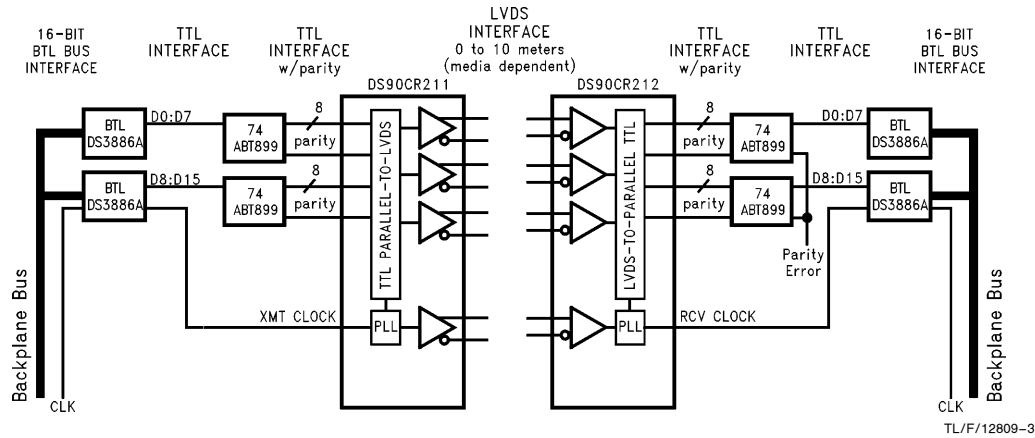 16-BIT
BTL BUS
INTERFACE
TTL
INTERFACE
TTL
INTERFACE
w/parity
LVDS
INTERFACE
0 to 10 meters
(media dependent)
TTL
INTERFACE
w/parity
TTL
INTERFACE
16-BIT
BTL BUS
INTERFACE
DS90CR211
DS90CR212
BTL
DS3886A
D0:D7
74
ABT899
8
parity
BTL
DS3886A
D8:D15
74
ABT899
8
parity
TTL PARALLEL-TO-LVDS
XMT CLOCK
PLL
CLK
Backplane Bus
LVDS-TO-PARALLEL TTL
PLL
RCV CLOCK
8
parity
74
ABT899
D0:D7
BTL
DS3886A
8
parity
74
ABT899
D8:D15
BTL
DS3886A
Parity
Error
CLK
Backplane Bus
TL/F/12809-3